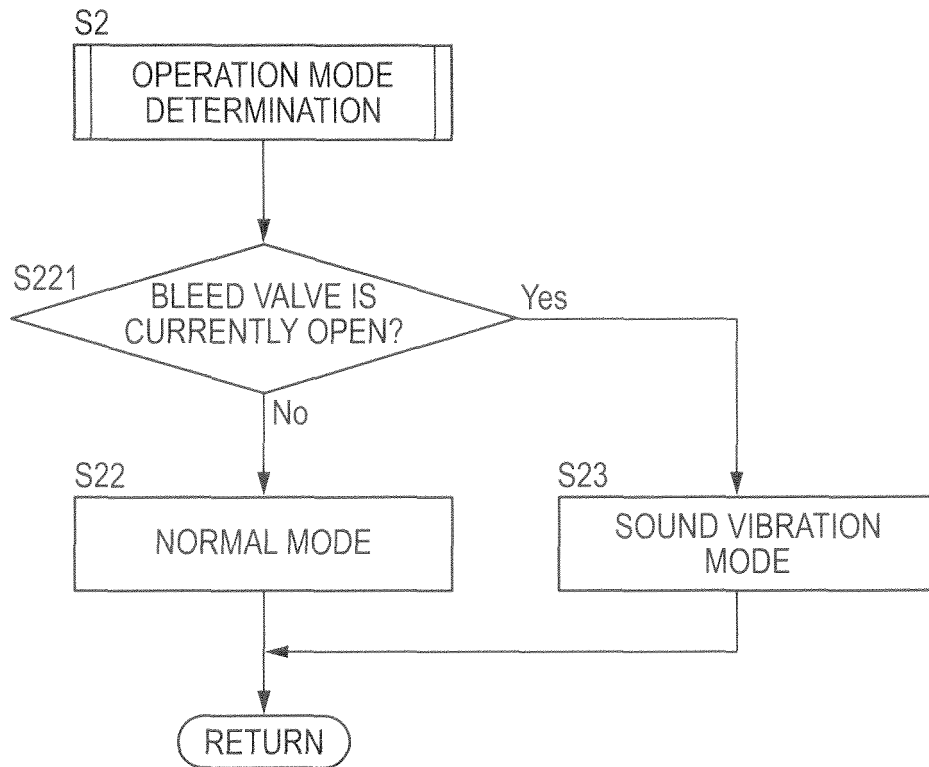 S2
OPERATION MODE
DETERMINATION
S221
BLEED VALVE IS
CURRENTLY OPEN?
Yes
No
S22
NORMAL MODE
S23
SOUND VIBRATION
MODE
RETURN